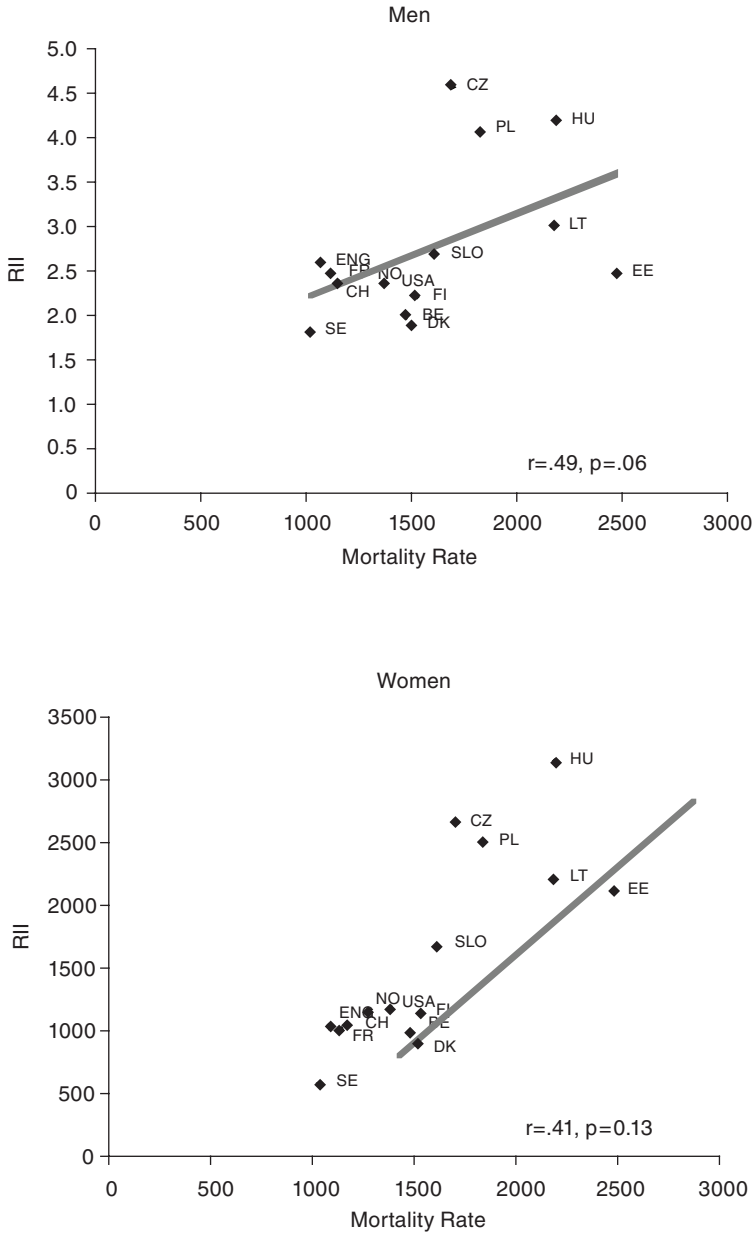 Men
5.0
4.5
4.0
3.5
3.0
2.5
2.0
1.5
1.0
0.5
0
RII
CZ
PL
HU
LT
SLO
EE
ENG
FR
NO
USA
CH
FI
BE
DK
SE
r=.49, p=.06
0 500 1000 1500 2000 2500 3000
Mortality Rate
Women
3500
3000
2500
2000
1500
1000
500
0
RII
HU
CZ
PL
LT
EE
SLO
NO
USA
FI
ENG
CH
BE
FR
DK
SE
r=.41, p=0.13
0 500 1000 1500 2000 2500 3000
Mortality Rate